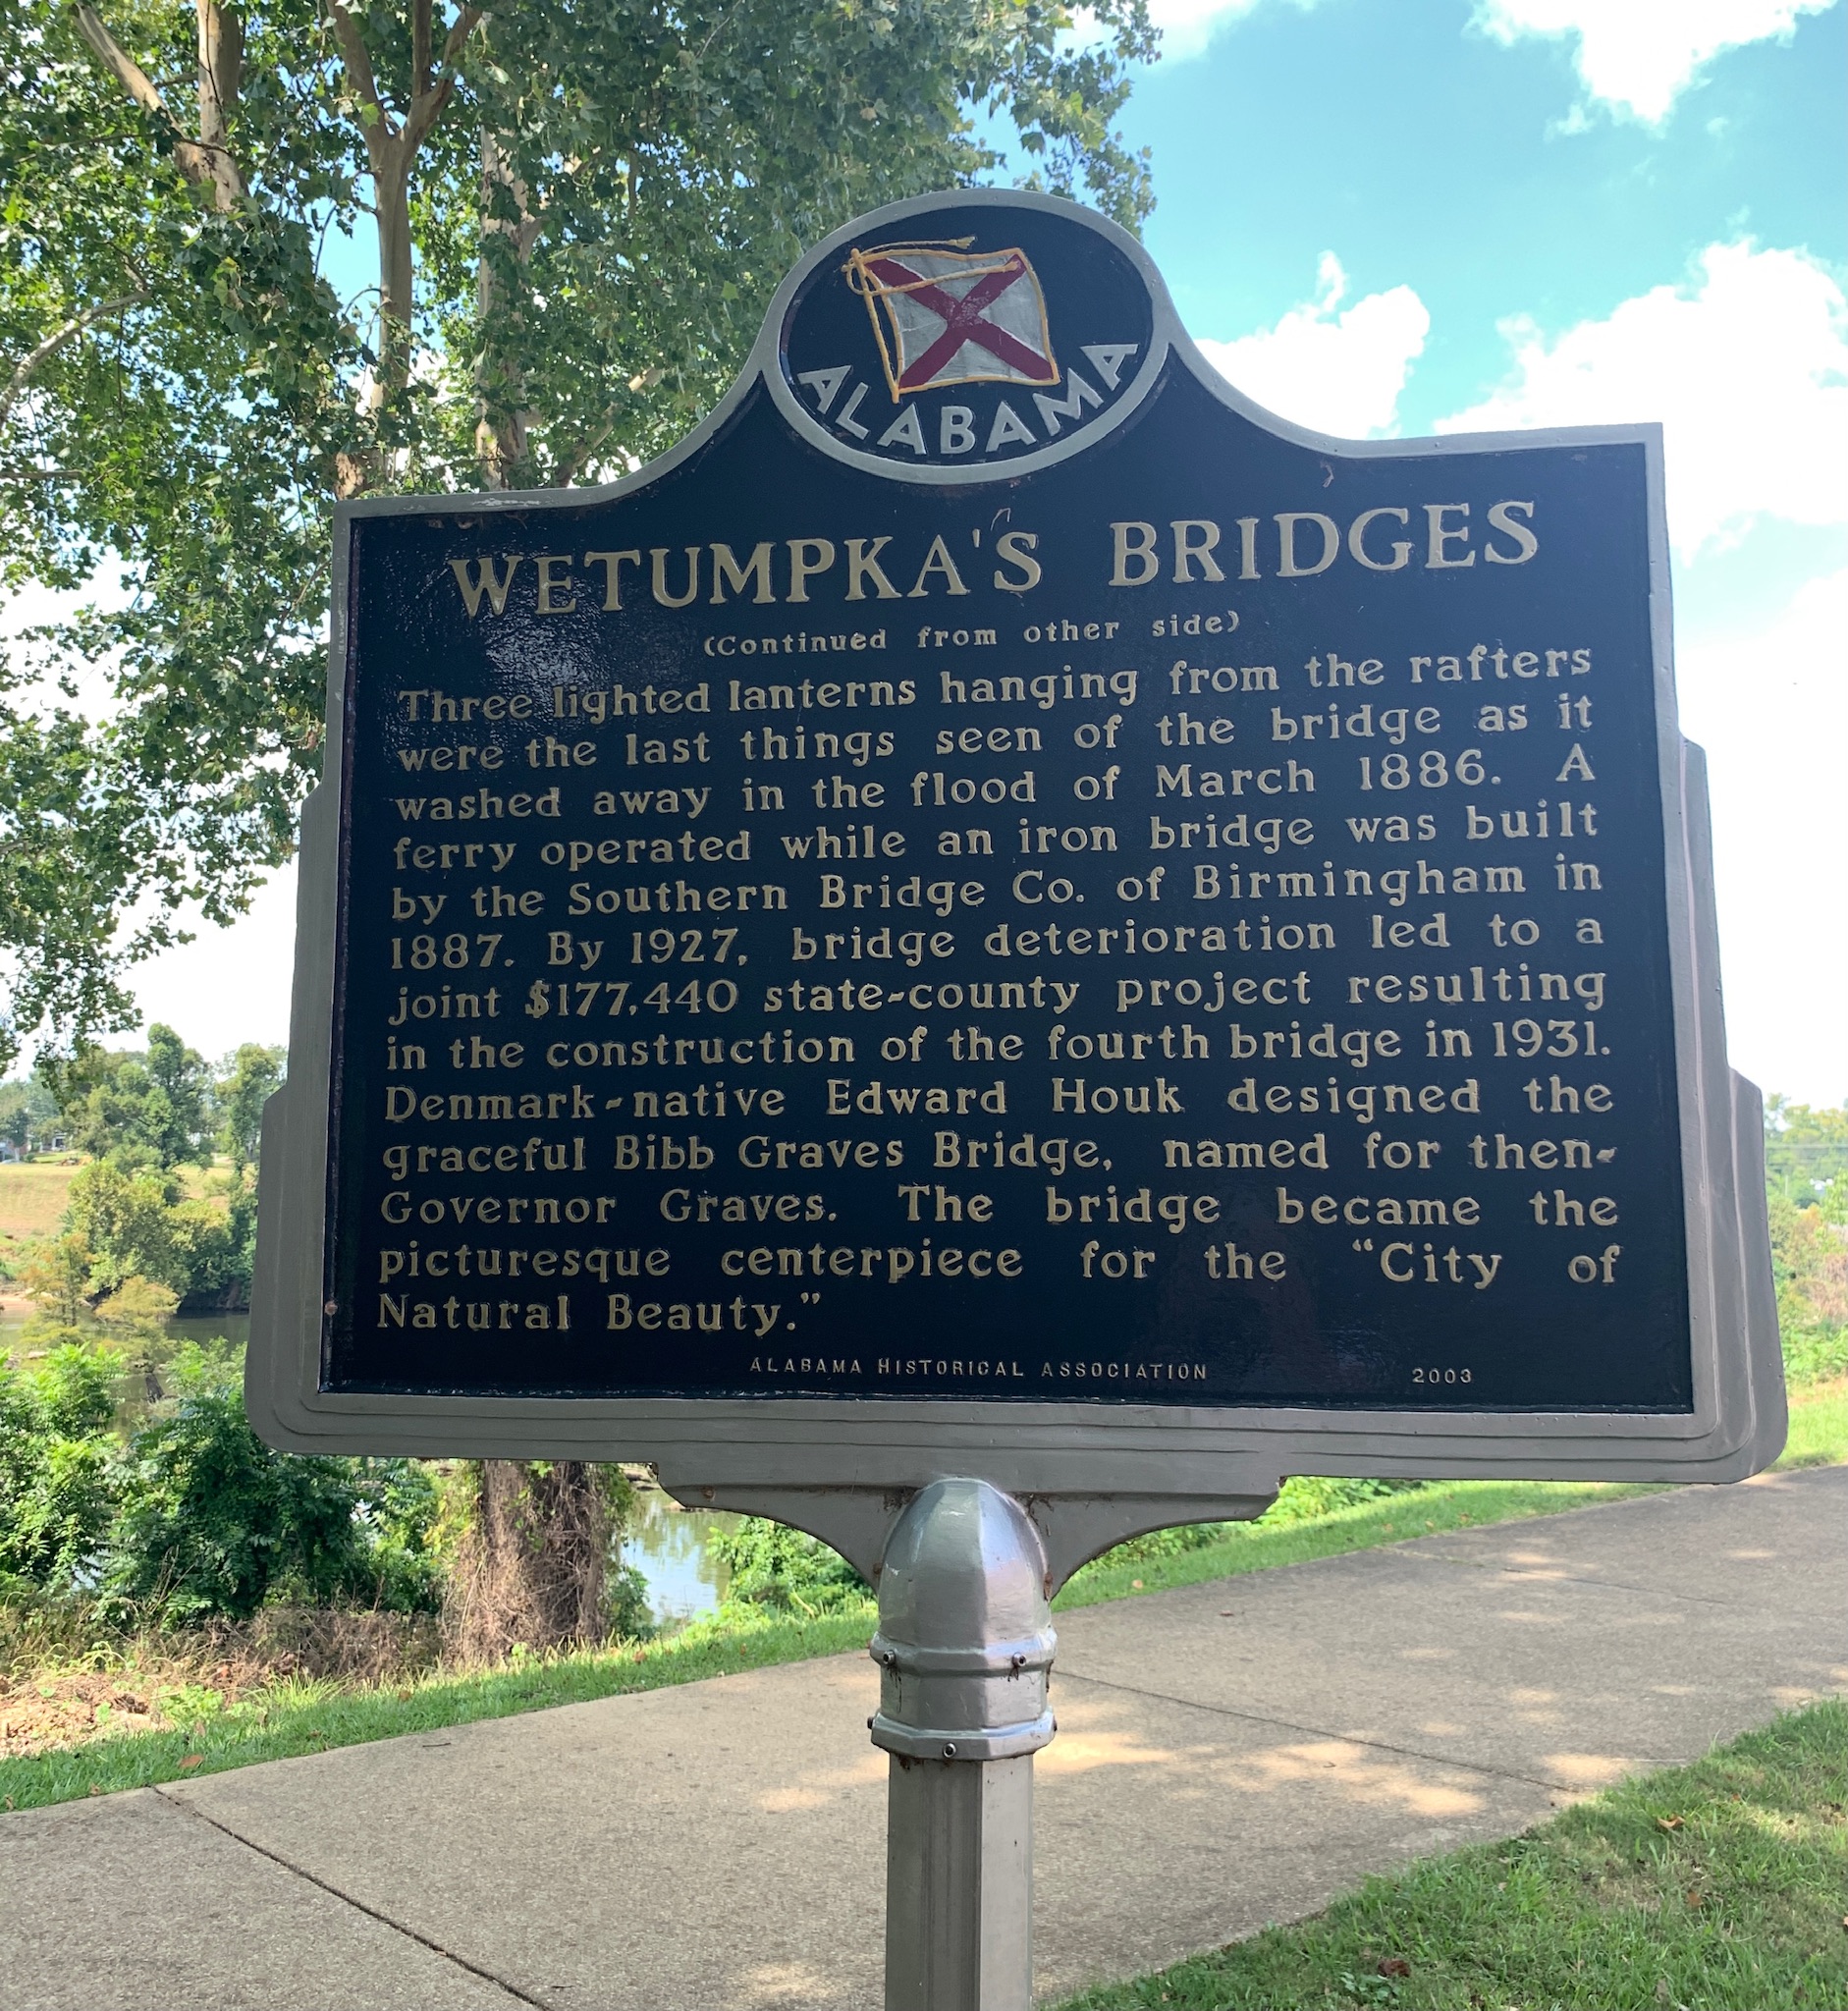 ALABAMA
WETUMPKA'S BRIDGES
(Continued from other side)
Three lighted lanterns hanging from the rafters
were the last things seen of the bridge as it
washed away in the flood of March 1886. A
ferry operated while an iron bridge was built
by the Southern Bridge Co. of Birmingham in
1887. By 1927, bridge deterioration led to a
joint $177,440 state-county project resulting
in the construction of the fourth bridge in 1931.
Denmark-native Edward Houk designed the
graceful Bibb Graves Bridge, named for then-
Governor Graves. The bridge became the
picturesque centerpiece for the “City of
Natural Beauty.”
ALABAMA HISTORICAL ASSOCIATION 2003